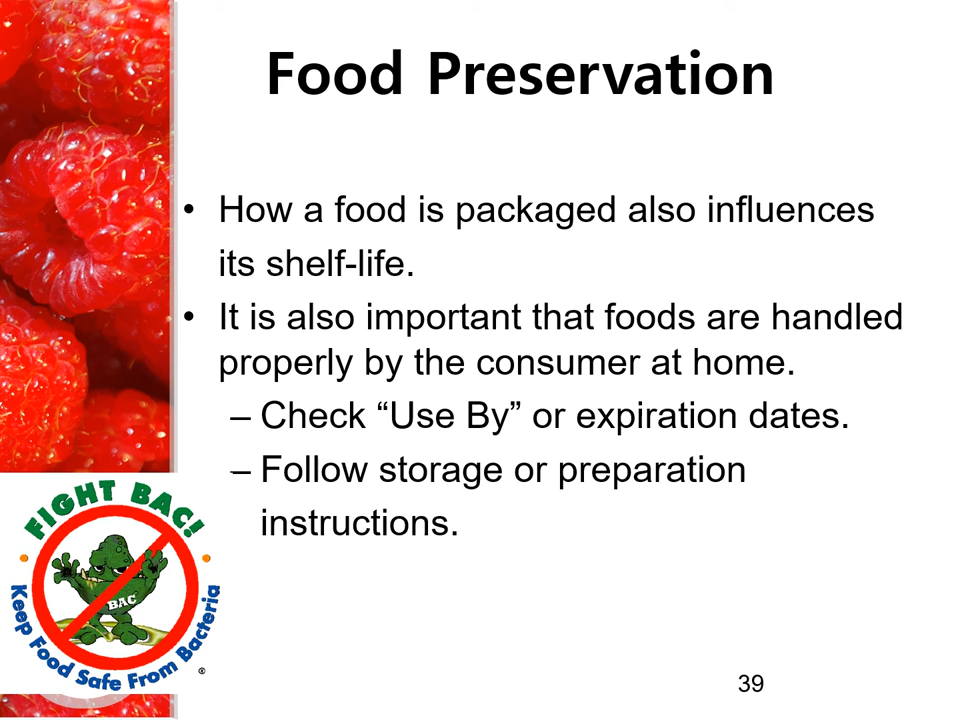 Food Preservation
• How a food is packaged also influences
its shelf-life.
• It is also important that foods are handled
properly by the consumer at home.
– Check “Use By” or expiration dates.
– Follow storage or preparation
instructions.
FIGHT BAC!
BAC
Keep Food Safe From Bacteria
®
39